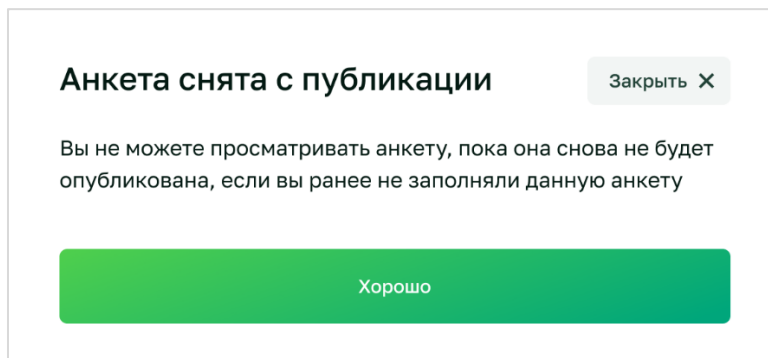 Анкета снята с публикации
Закрыть
Вы не можете просматривать анкету, пока она снова не будет
опубликована, если вы ранее не заполняли данную анкету
Хорошо